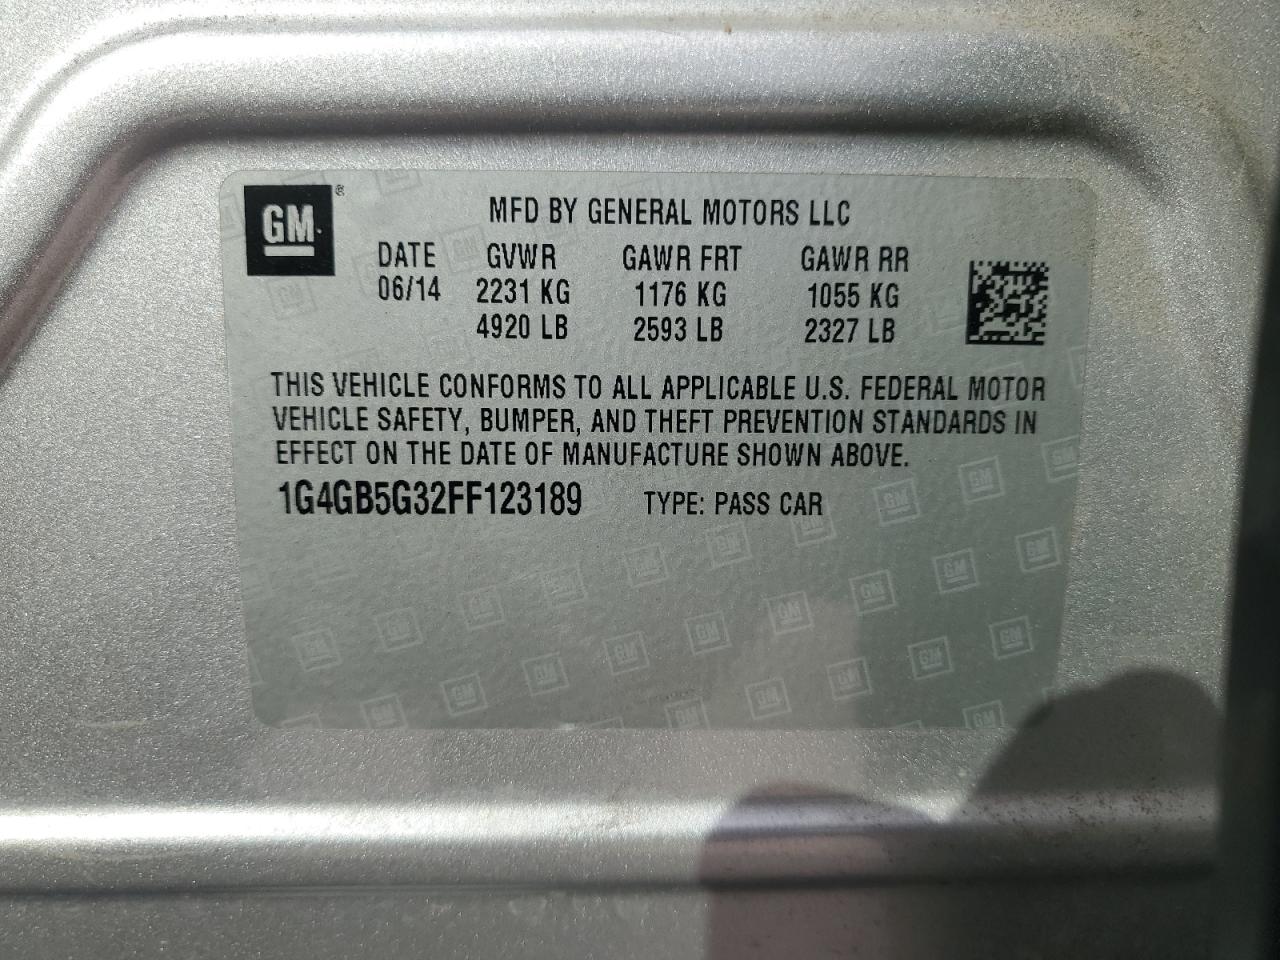 GM ®
MFD BY GENERAL MOTORS LLC
DATE GVWR GAWR FRT GAWR RR
06/14 2231 KG 1176 KG 1055 KG
4920 LB 2593 LB 2327 LB
THIS VEHICLE CONFORMS TO ALL APPLICABLE U.S. FEDERAL MOTOR
VEHICLE SAFETY, BUMPER, AND THEFT PREVENTION STANDARDS IN
EFFECT ON THE DATE OF MANUFACTURE SHOWN ABOVE.
1G4GB5G32FF123189 TYPE: PASS CAR